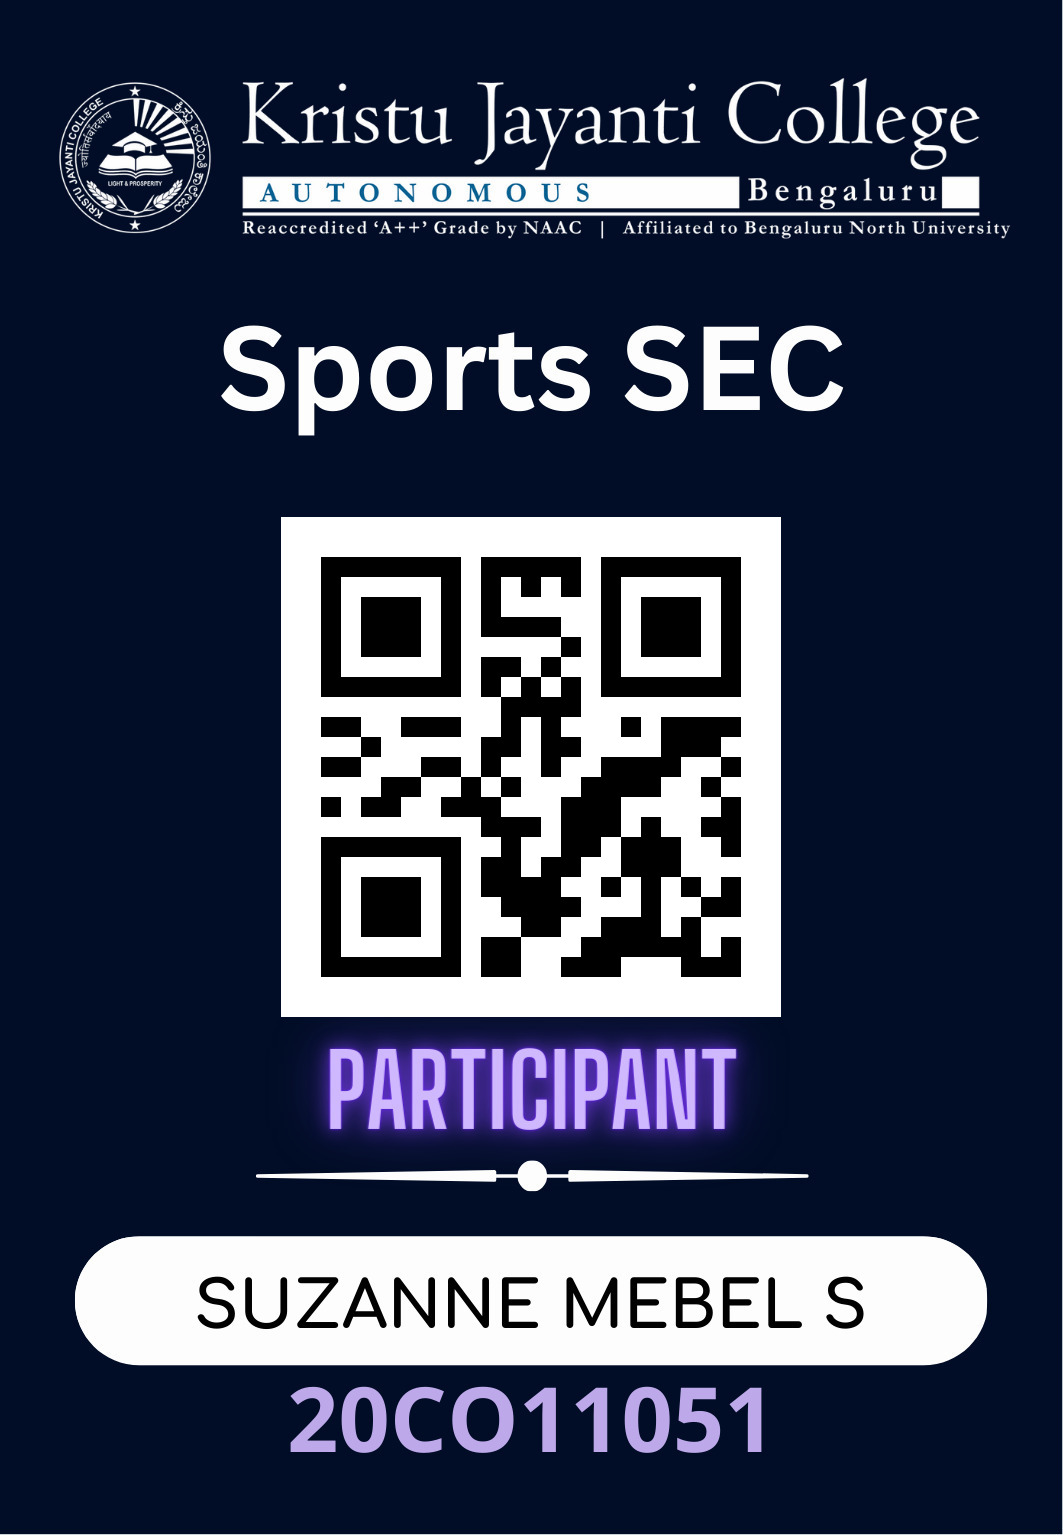 Kristu Jayanti College
AUTONOMOUS Bengaluru
Reaccredited ‘A++’ Grade by NAAC | Affiliated to Bengaluru North University
KRISTU JAYANTI COLLEGE
ಕ್ರಿಸ್ತು ಜಯಂತಿ ಕಾಲೇಜು
LIGHT & PROSPERITY
Sports SEC
PARTICIPANT
SUZANNE MEBEL S
20CO11051